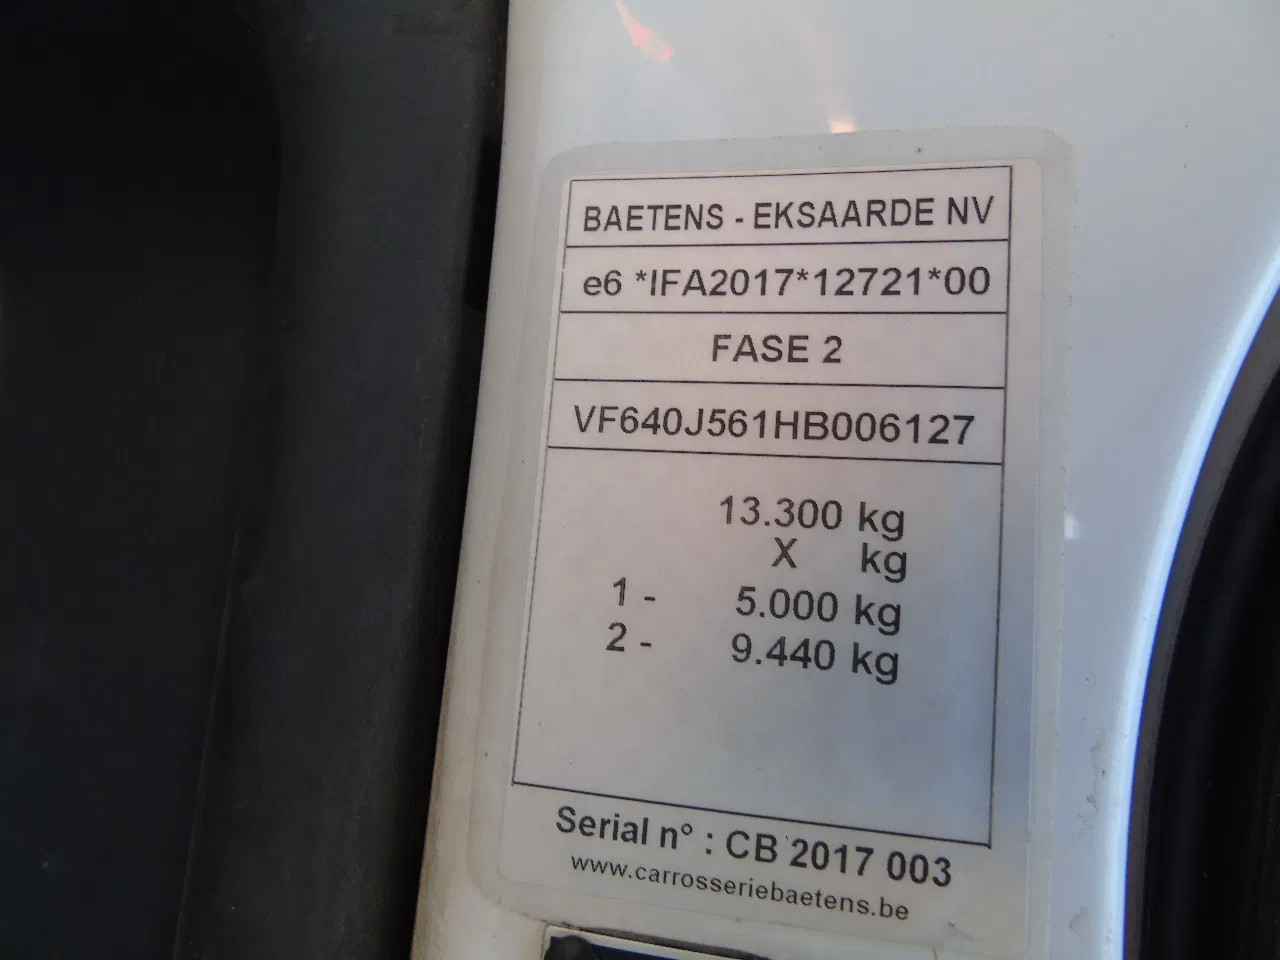 BAETENS - EKSAARDE NV
e6 *IFA2017*12721*00
FASE 2
VF640J561HB006127
13.300 kg
X kg
1 - 5.000 kg
2 - 9.440 kg
Serial n° : CB 2017 003
www.carrosseriebaetens.be